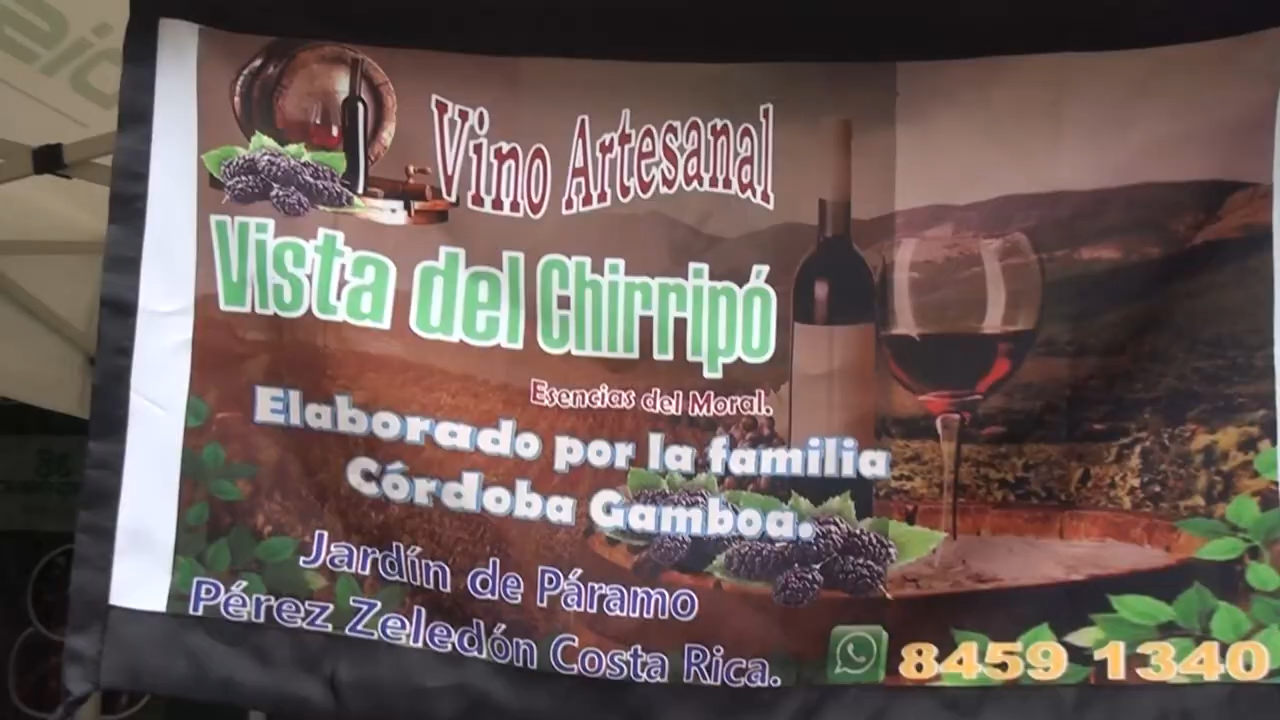 Vino Artesanal
Vista del Chirripó
Esencias del Moral.
Elaborado por la familia
Córdoba Gamboa.
Jardín de Páramo
Pérez Zeledón Costa Rica.
8459 1340